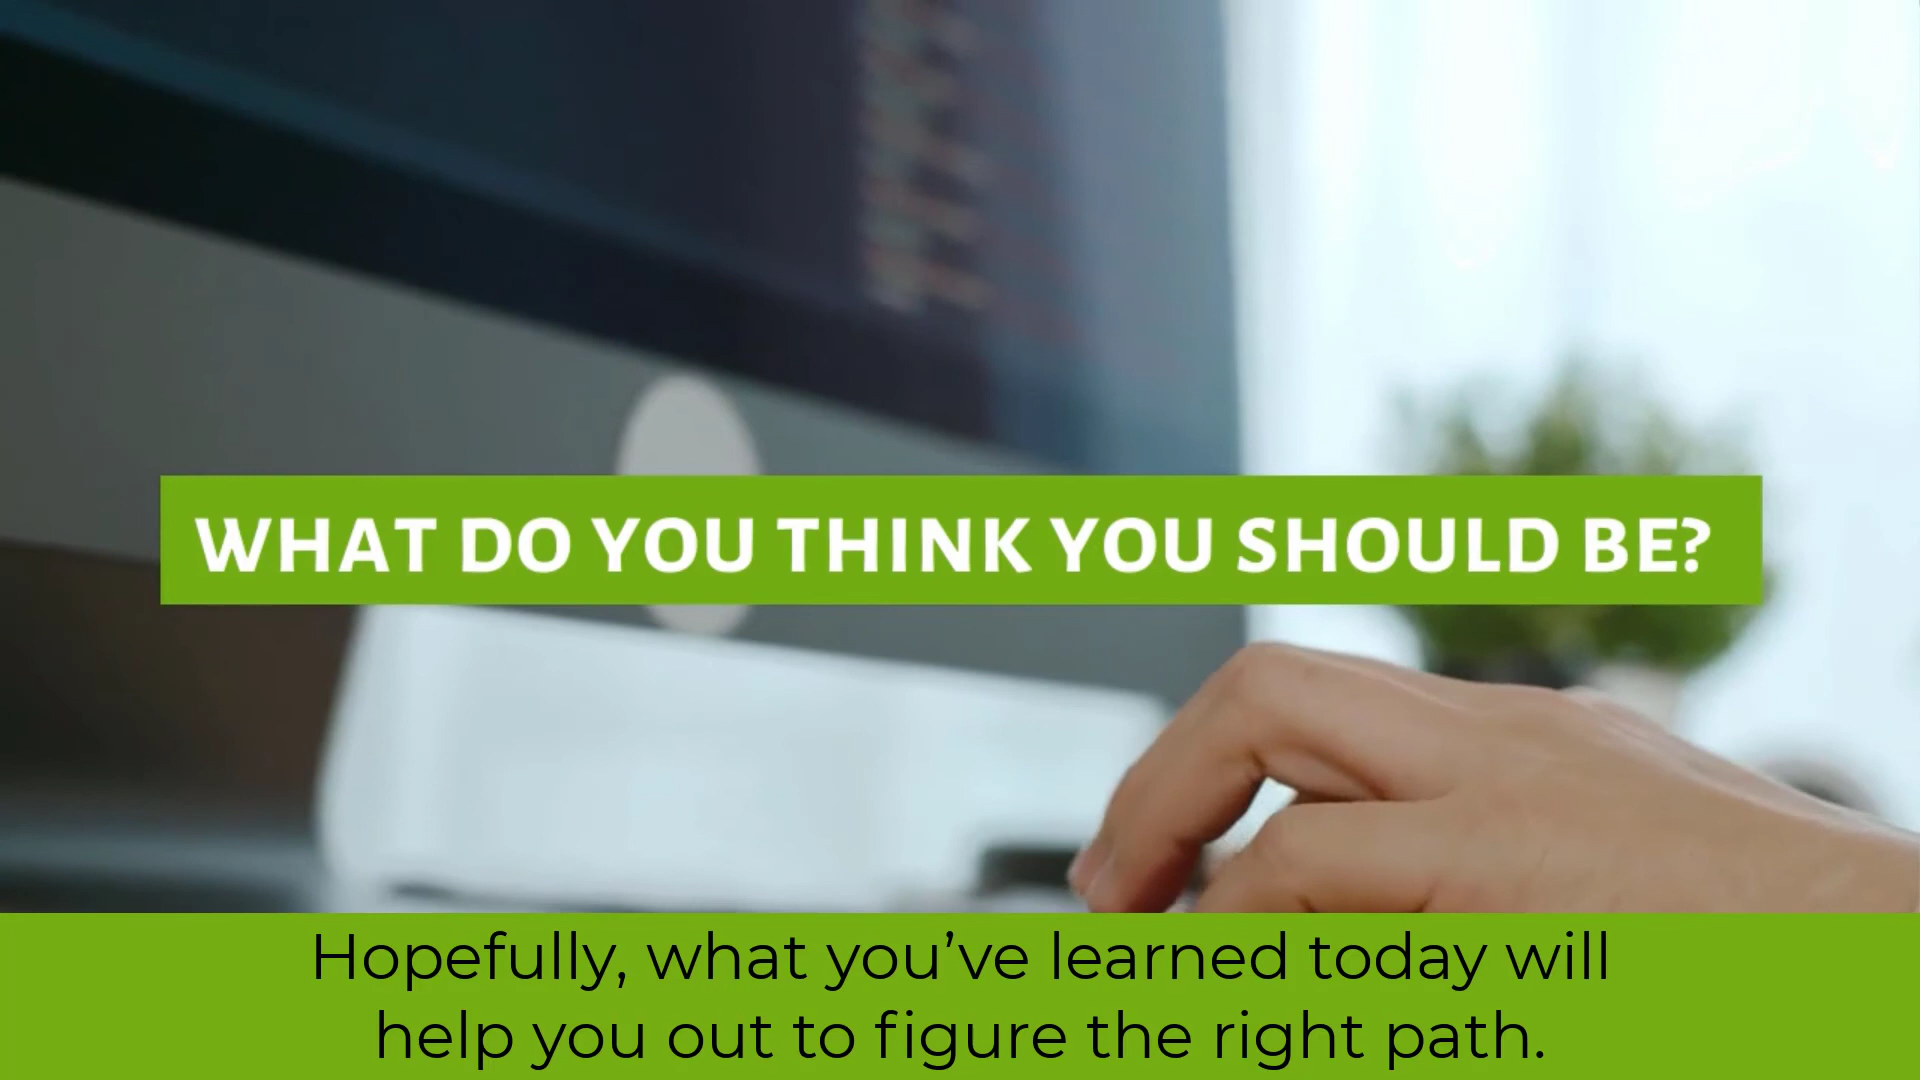 WHAT DO YOU THINK YOU SHOULD BE?
Hopefully, what you’ve learned today will
help you out to figure the right path.